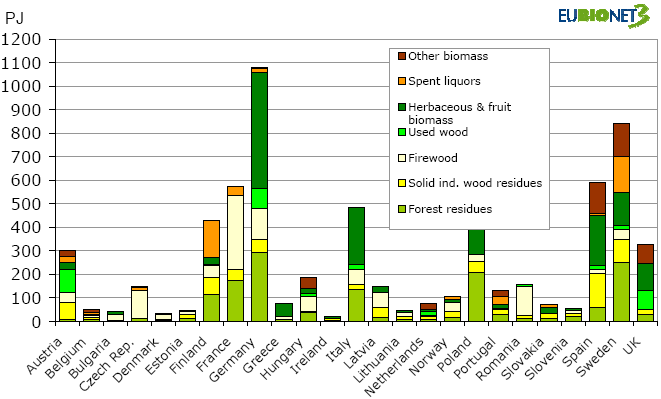 PJ
EUBIONET3
1200
1100
1000
900
800
700
600
500
400
300
200
100
0
Other biomass
Spent liquors
Herbaceous & fruit
biomass
Used wood
Firewood
Solid ind. wood residues
Forest residues
Austria
Belgium
Bulgaria
Czech Rep.
Denmark
Estonia
Finland
France
Germany
Greece
Hungary
Ireland
Italy
Latvia
Lithuania
Netherlands
Norway
Poland
Portugal
Romania
Slovakia
Slovenia
Spain
Sweden
UK